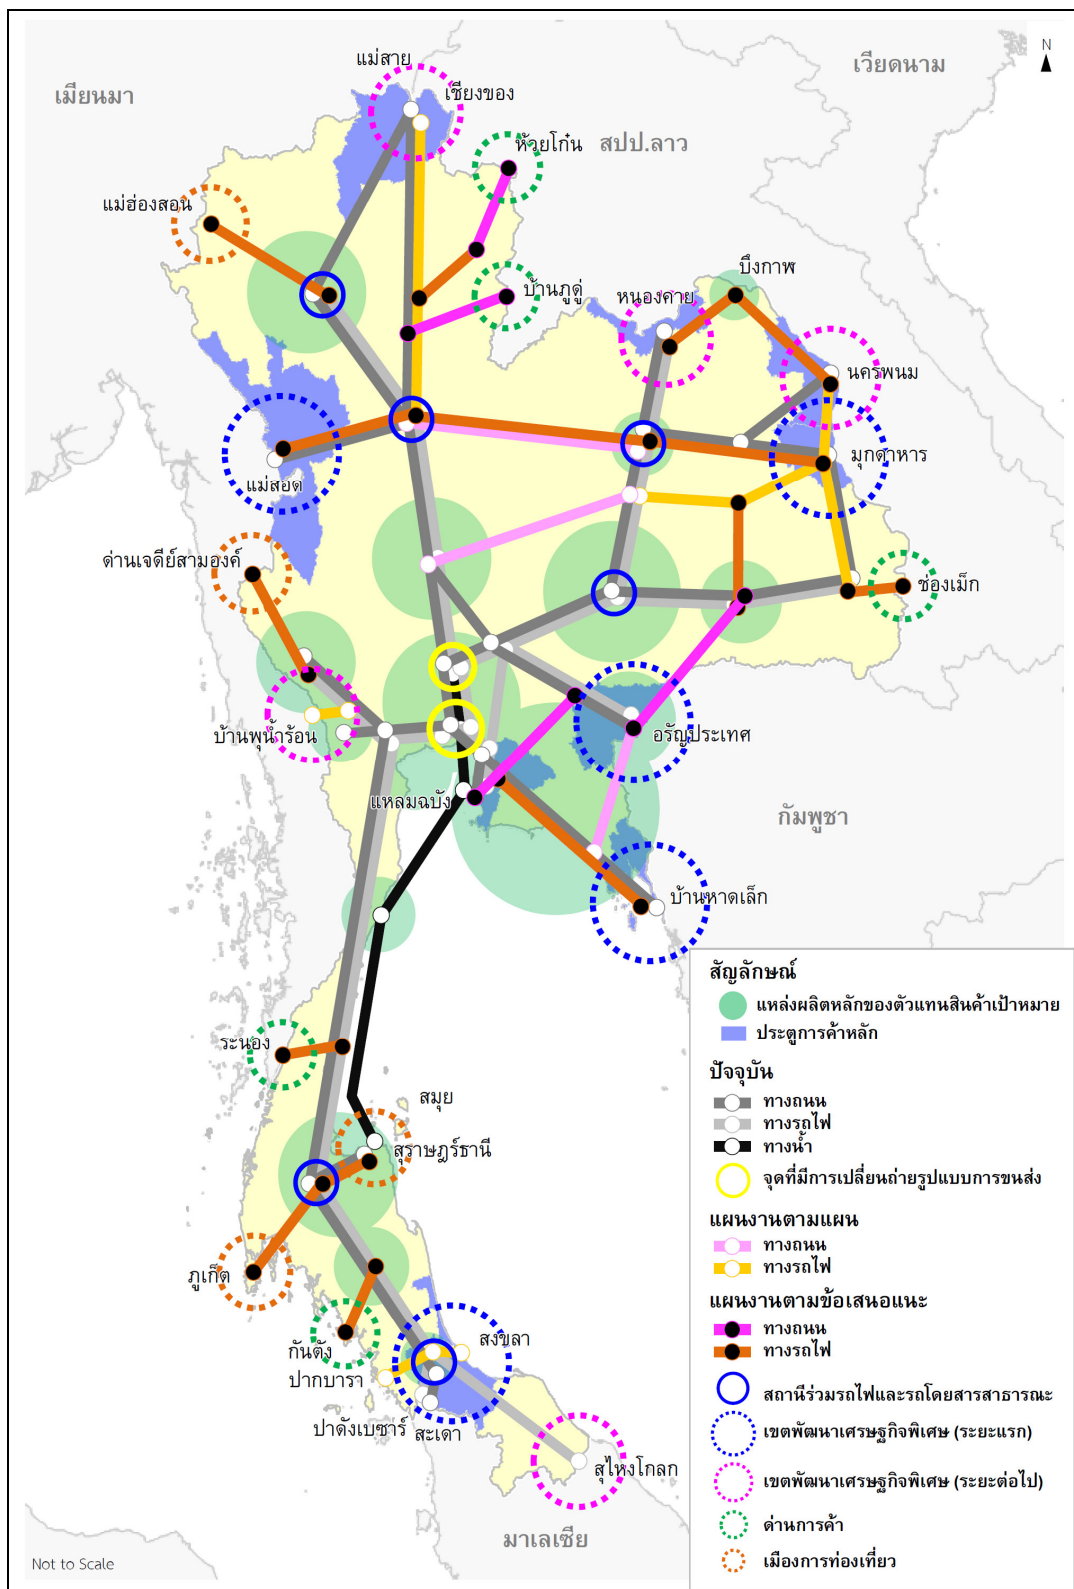 N
แม่สาย
เวียดนาม
เมียนมา
เชียงของ
ห้วยโก๋น
สปป.ลาว
แม่ฮ่องสอน
บึงกาฬ
บ้านภูดู่
หนองคาย
นครพนม
มุกดาหาร
แม่สอด
ด่านเจดีย์สามองค์
ช่องเม็ก
บ้านพุน้ำร้อน
อรัญประเทศ
แหลมฉบัง
กัมพูชา
บ้านหาดเล็ก
ระนอง
สมุย
สุราษฎร์ธานี
ภูเก็ต
กันตัง
สงขลา
ปากบารา
ปาดังเบซาร์
สะเดา
สุไหงโกลก
มาเลเซีย
Not to Scale
สัญลักษณ์
แหล่งผลิตหลักของตัวแทนสินค้าเป้าหมาย
ประตูการค้าหลัก
ปัจจุบัน
ทางถนน
ทางรถไฟ
ทางน้ำ
จุดที่มีการเปลี่ยนถ่ายรูปแบบการขนส่ง
แผนงานตามแผน
ทางถนน
ทางรถไฟ
แผนงานตามข้อเสนอแนะ
ทางถนน
ทางรถไฟ
สถานีร่วมรถไฟและรถโดยสารสาธารณะ
เขตพัฒนาเศรษฐกิจพิเศษ (ระยะแรก)
เขตพัฒนาเศรษฐกิจพิเศษ (ระยะต่อไป)
ด่านการค้า
เมืองการท่องเที่ยว